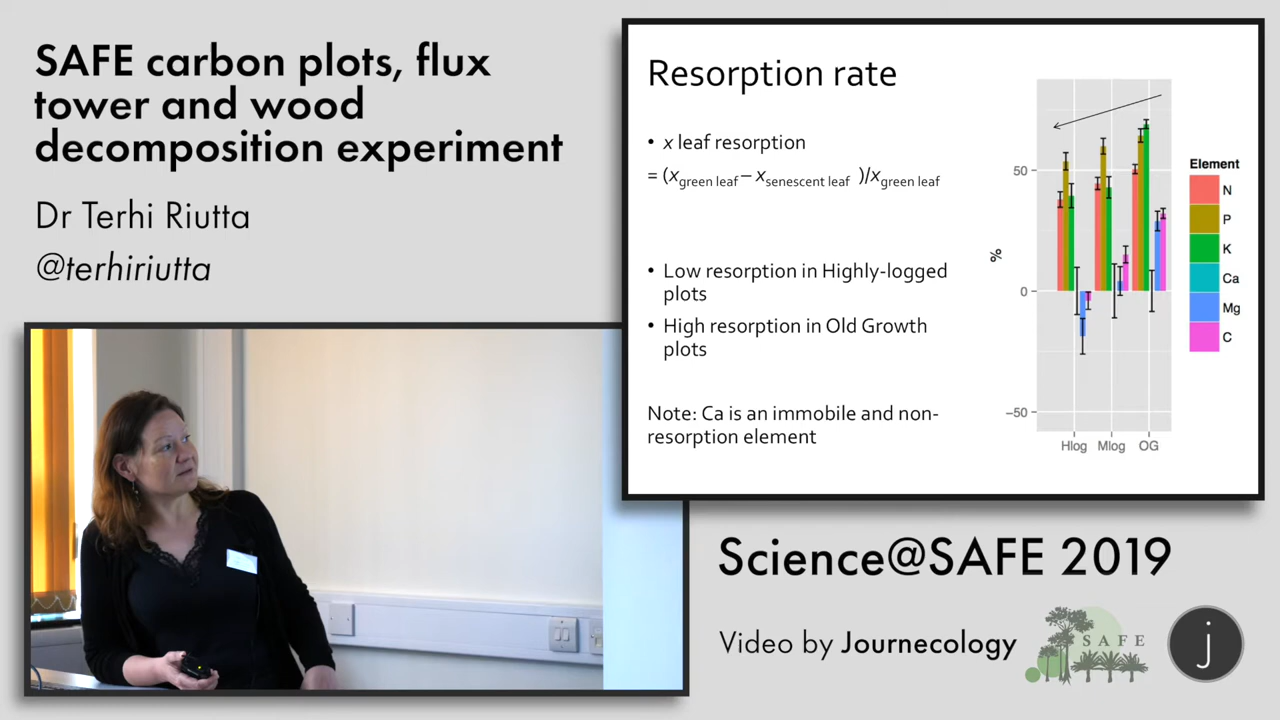 SAFE carbon plots, flux
tower and wood
decomposition experiment
Dr Terhi Riutta
@terhiriutta
Resorption rate
• x leaf resorption
= (x green leaf – x senescent leaf )/x green leaf
• Low resorption in Highly-logged
plots
• High resorption in Old Growth
plots
Note: Ca is an immobile and non-
resorption element
%
50
0
−50
Hlog Mlog OG
Element
N
P
K
Ca
Mg
C
Science@SAFE 2019
Video by Journecology
SAFE
j